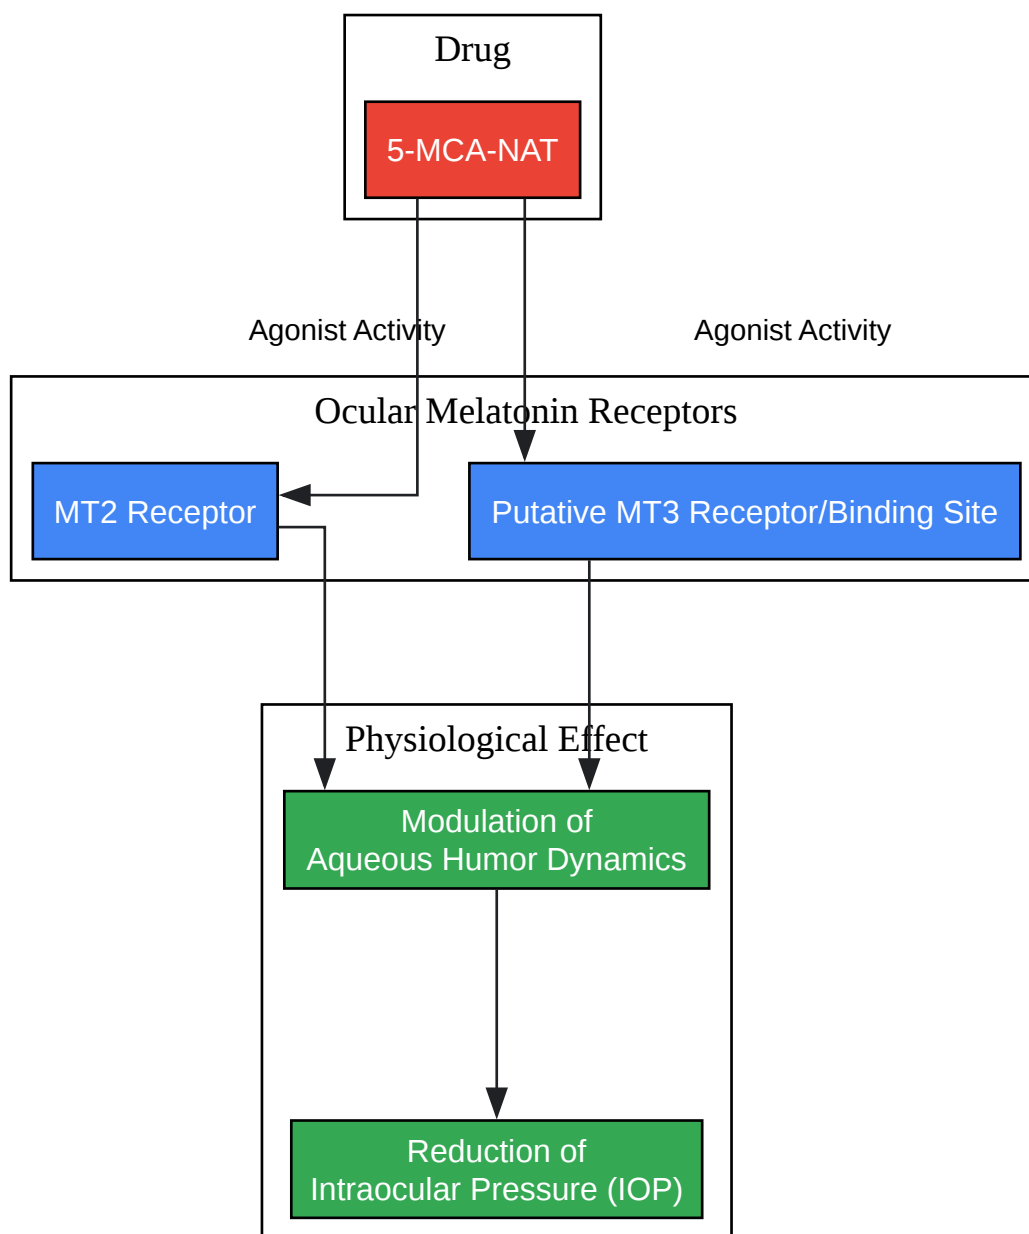 Drug
5-MCA-NAT
Agonist Activity
Agonist Activity
Ocular Melatonin Receptors
MT2 Receptor
Putative MT3 Receptor/Binding Site
Physiological Effect
Modulation of
Aqueous Humor Dynamics
Reduction of
Intraocular Pressure (IOP)